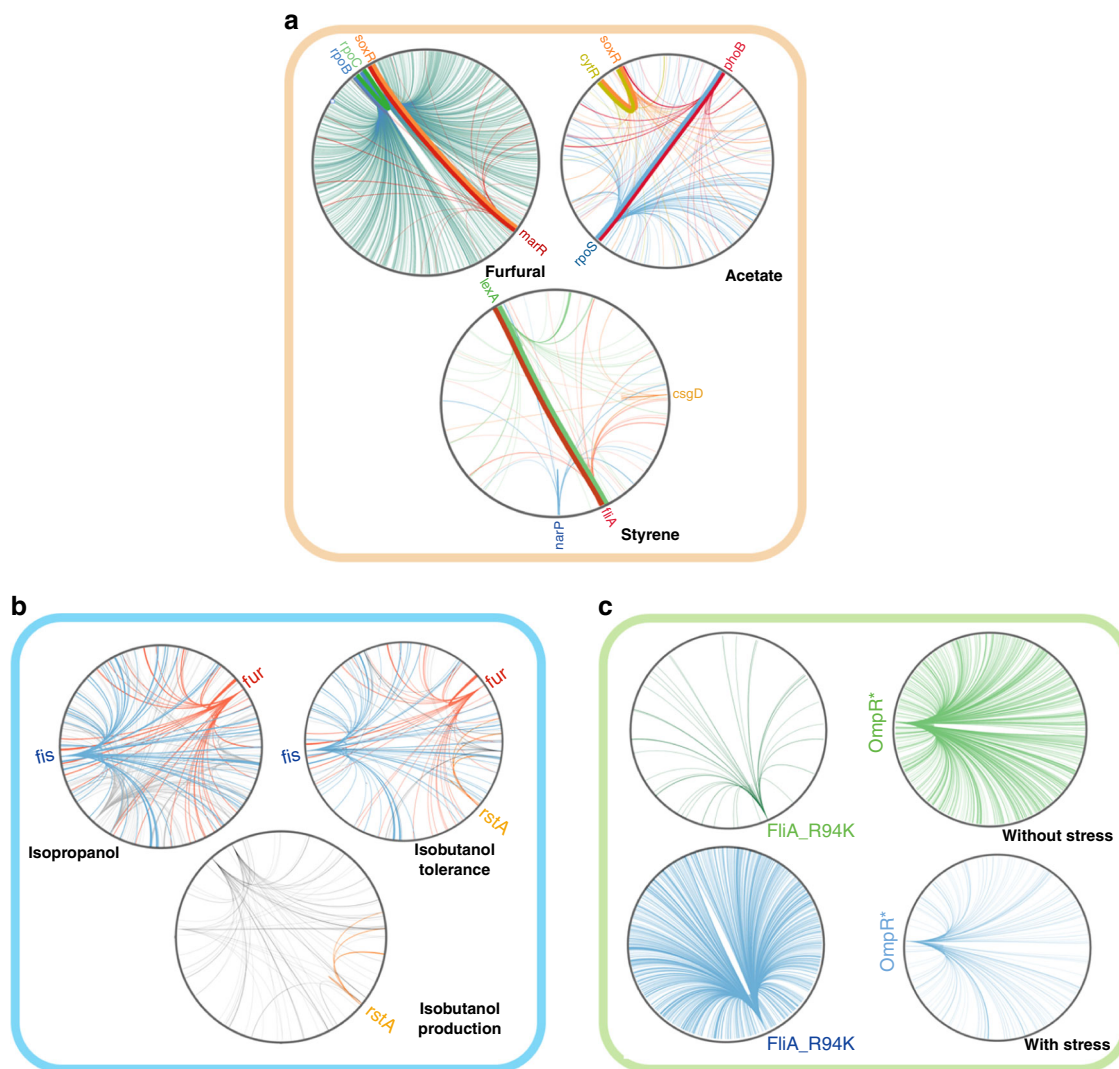 a
rpoB
rpoC
soxR
marR
Furfural
cytR
soxR
phoB
rpoS
Acetate
lexA
csgD
fliA
narP
Styrene
b
fis
fur
Isopropanol
fis
fur
rstA
Isobutanol
tolerance
rstA
Isobutanol
production
c
FliA_R94K
OmpR*
Without stress
FliA_R94K
OmpR*
With stress